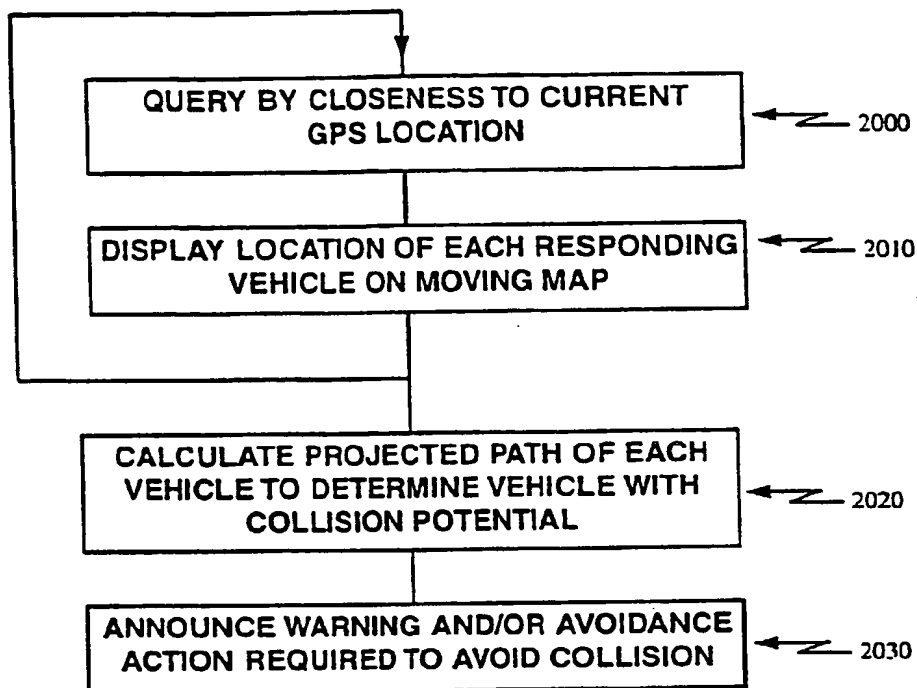 QUERY BY CLOSENESS TO CURRENT
GPS LOCATION
2000
DISPLAY LOCATION OF EACH RESPONDING
VEHICLE ON MOVING MAP
2010
CALCULATE PROJECTED PATH OF EACH
VEHICLE TO DETERMINE VEHICLE WITH
COLLISION POTENTIAL
2020
ANNOUNCE WARNING AND/OR AVOIDANCE
ACTION REQUIRED TO AVOID COLLISION
2030